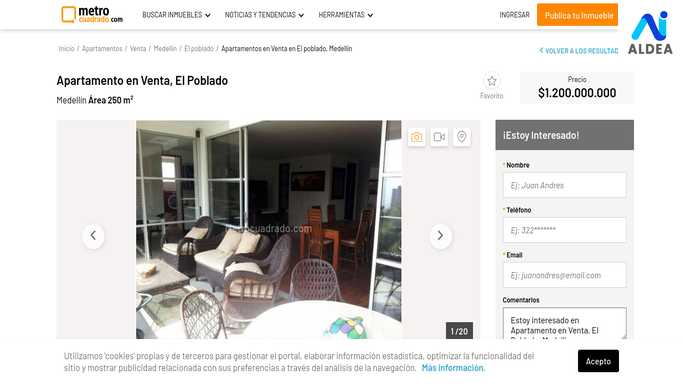 metro
cuadrado.com
BUSCAR INMUEBLES
NOTICIAS Y TENDENCIAS
HERRAMIENTAS
INGRESAR
Publica tu Inmueble
ALDEA
Inicio / Apartamentos / Venta / Medellín / El poblado / Apartamentos en Venta en El poblado, Medellín
VOLVER A LOS RESULTAD
Apartamento en Venta, El Poblado
Medellín Área 250 m²
Favorito
Precio
$1.200.000.000
¡Estoy Interesado!
* Nombre
Ej: Juan Andres
* Teléfono
Ej: 322*******
* Email
Ej: juanandres@email.com
Comentarios
Estoy interesado en
Apartamento en Venta, El
1 / 20
Utilizamos 'cookies' propias y de terceros para gestionar el portal, elaborar información estadística, optimizar la funcionalidad del
sitio y mostrar publicidad relacionada con sus preferencias a través del análisis de la navegación. Más información.
Acepto